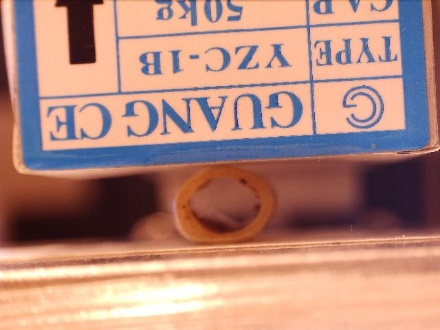 GUANG CE
TYPE YZC-1B
CAP 50kg